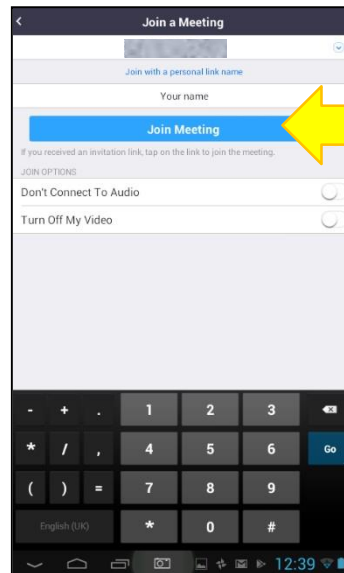 Join a Meeting
Join with a personal link name
Your name
Join Meeting
If you received an invitation link, tap on the link to join the meeting.
JOIN OPTIONS
Don't Connect To Audio
Turn Off My Video
- + . 1 2 3
* / , 4 5 6 Go
( ) = 7 8 9
English (UK) * 0 #
12:39